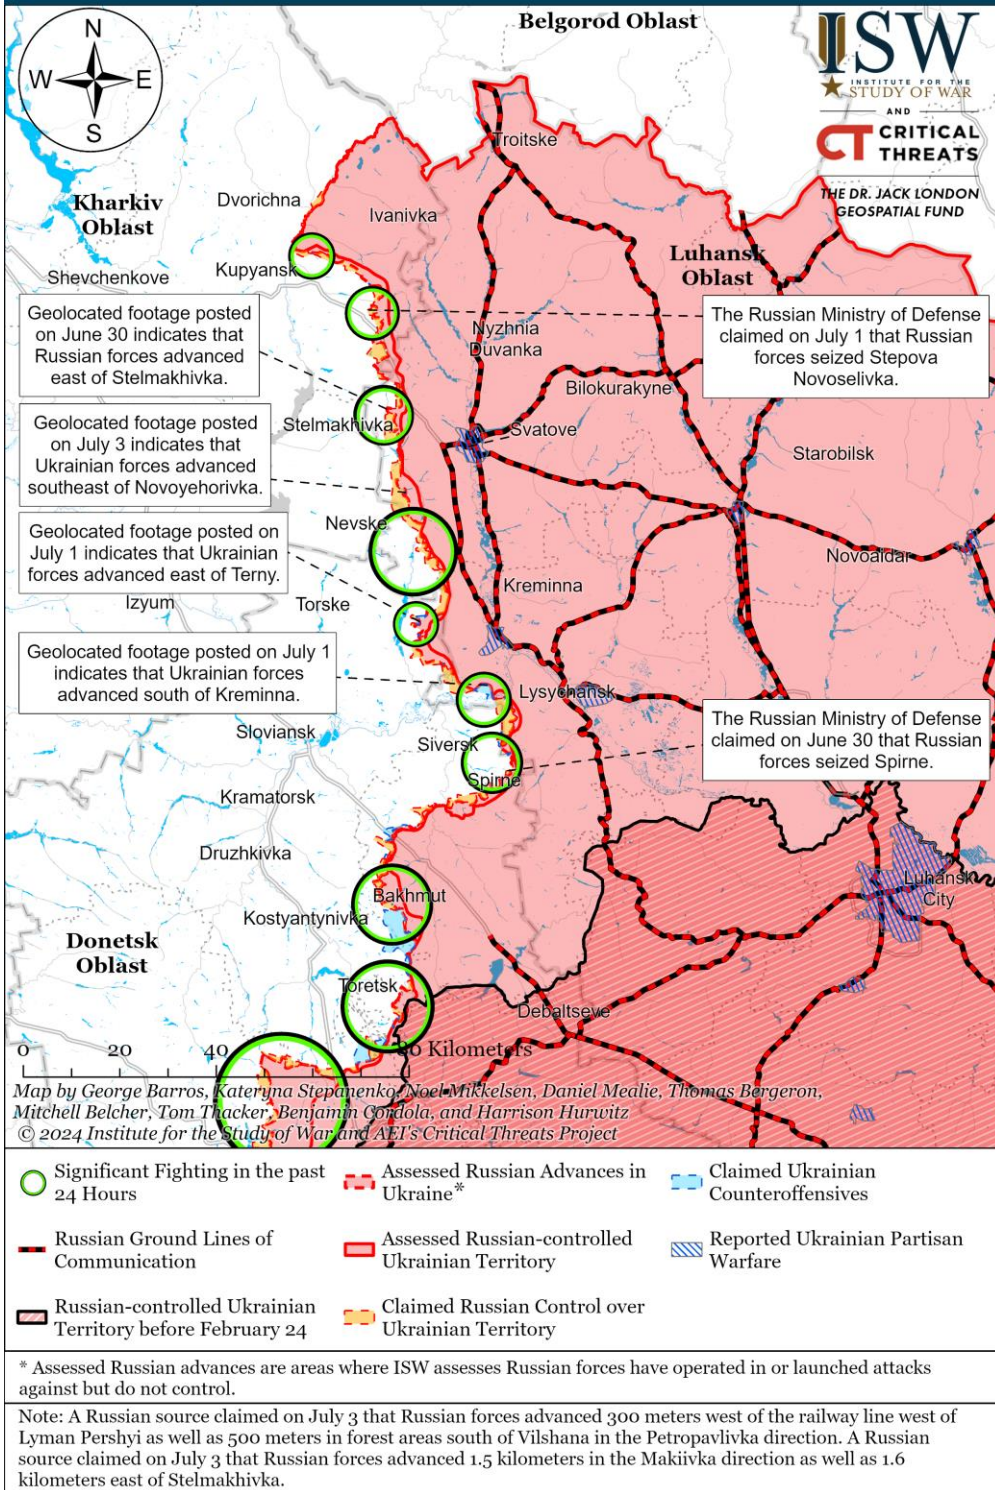 Belgorod Oblast
N
W E
S
ISW
INSTITUTE FOR THE
STUDY OF WAR
AND
CT CRITICAL
THREATS
THE DR. JACK LONDON
GEOSPATIAL FUND
Troitske
Dvorichna
Kharkiv
Oblast
Ivanivka
Luhansk
Oblast
Shevchenkove
Kupyansk
Geolocated footage posted
on June 30 indicates that
Russian forces advanced
east of Stelmakhivka.
The Russian Ministry of Defense
claimed on July 1 that Russian
forces seized Stepova
Novoselivka.
Nyzhnia
Duvanka
Bilokurakyne
Geolocated footage posted
on July 3 indicates that
Ukrainian forces advanced
southeast of Novoyehorivka.
Stelmakhivka
Svatove
Starobilsk
Nevske
Geolocated footage posted on
July 1 indicates that Ukrainian
forces advanced east of Terny.
Novoaidar
Kreminna
Izyum
Torske
Geolocated footage posted on July 1
indicates that Ukrainian forces
advanced south of Kreminna.
Lysychansk
The Russian Ministry of Defense
claimed on June 30 that Russian
forces seized Spirne.
Sloviansk
Siversk
Spirne
Kramatorsk
Druzhkivka
Bakhmut
Luhansk
City
Kostyantynivka
Donetsk
Oblast
Toretsk
Debaltseve
0 20 40 80 Kilometers
Map by George Barros, Kateryna Stepanenko, Noel Mikkelsen, Daniel Mealie, Thomas Bergeron,
Mitchell Belcher, Tom Thacker, Benjamin Cordola, and Harrison Hurwitz
© 2024 Institute for the Study of War and AEI's Critical Threats Project
Significant Fighting in the past
24 Hours
Assessed Russian Advances in
Ukraine*
Claimed Ukrainian
Counteroffensives
Russian Ground Lines of
Communication
Assessed Russian-controlled
Ukrainian Territory
Reported Ukrainian Partisan
Warfare
Russian-controlled Ukrainian
Territory before February 24
Claimed Russian Control over
Ukrainian Territory
* Assessed Russian advances are areas where ISW assesses Russian forces have operated in or launched attacks
against but do not control.
Note: A Russian source claimed on July 3 that Russian forces advanced 300 meters west of the railway line west of
Lyman Pershyi as well as 500 meters in forest areas south of Vilshana in the Petropavlivka direction. A Russian
source claimed on July 3 that Russian forces advanced 1.5 kilometers in the Makiivka direction as well as 1.6
kilometers east of Stelmakhivka.